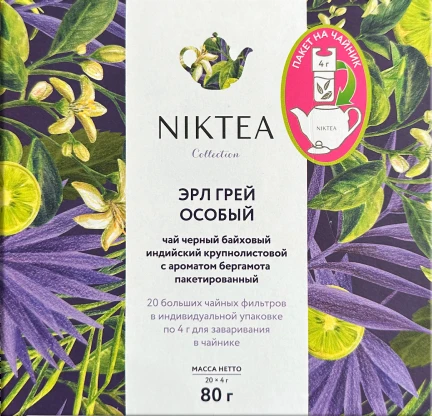 ПАКЕТ НА ЧАЙНИК
4 г
NIKTEA
NIKTEA
Collection
ЭРЛ ГРЕЙ
ОСОБЫЙ
чай черный байховый
индийский крупнолистовой
с ароматом бергамота
пакетированный
20 больших чайных фильтров
в индивидуальной упаковке
по 4 г для заваривания
в чайнике
МАССА НЕТТО
20 × 4 г
80 г